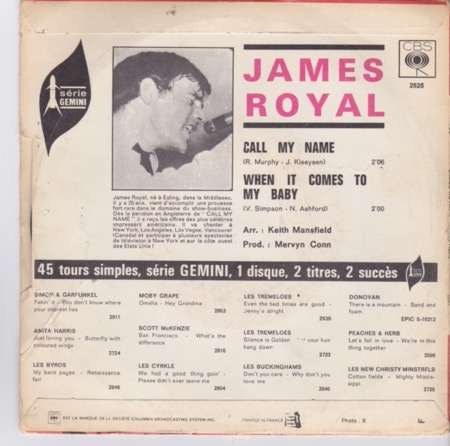 série
GEMINI
CBS
2525
JAMES
ROYAL
CALL MY NAME
(R. Murphy - J. Klaeysen) 2'06
WHEN IT COMES TO
MY BABY
(V. Simpson - N. Ashford) 2'00
Arr. : Keith Mansfield
Prod. : Mervyn Conn
James Royal, né à Ealing, dans le Middlesex,
il y a 25 ans, vient d'accomplir une prouesse
fort rare dans le domaine du show-business.
Dès la parution en Angleterre de " CALL MY
NAME " il a reçu les offres des plus célèbres
impresarii américains. Il va chanter à
New York, Los Angeles, Las Vegas, Vancouver
(Canada) et participer à plusieurs spectacles
de télévision à New York et sur la côte ouest
des Etats Unis !
45 tours simples, série GEMINI, 1 disque, 2 titres, 2 succès
SIMON & GARFUNKEL
Fakin' it - You don't know where
your interest lies
2911
ANITA HARRIS
Just loving you - Butterfly with
coloured wings
2724
LES BYRDS
My back pages - Renaissance
fair
2648
MOBY GRAPE
Omaha - Hey Grandma
2953
SCOTT McKENZIE
San Francisco - What's the
difference
2816
LES CYRKLE
We had a good thing goin' -
Please don't ever leave me
2604
LES TREMELOES
Even the bad times are good -
Jenny's alright
2930
LES TREMELOES
Silence is Golden your hair
hang down
2723
LES BUCKINGHAMS
Don't you care - Why don't you
love me
2640
DONOVAN
There is a mountain - Sand and
foam
EPIC 5-10212
PEACHES & HERB
Let's fall in love - We're in this
thing together
2509
LES NEW CHRISTY MINSTRELS
Cotton fields - Mighty Missis-
sippi
2725
CBS
EST LA MARQUE DE LA SOCIÉTÉ COLUMBIA BROADCASTING SYSTEM INC.
PRINTED IN FRANCE
Photo : X